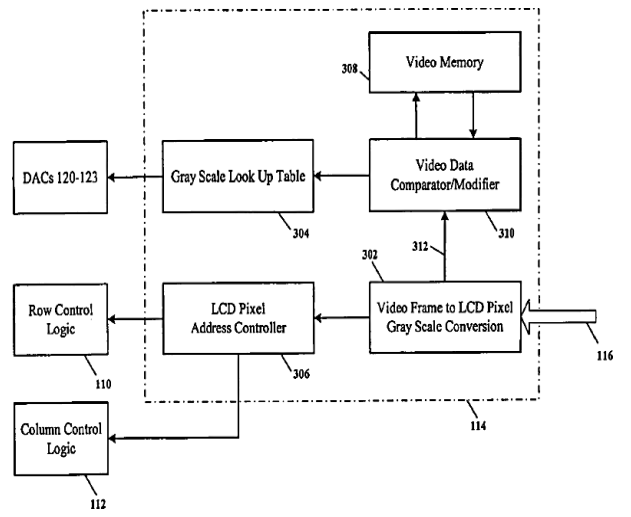 308
Video Memory
DACs 120-123
Gray Scale Look Up Table
304
Video Data
Comparator/Modifier
310
312
302
Row Control
Logic
110
LCD Pixel
Address Controller
306
Video Frame to LCD Pixel
Gray Scale Conversion
116
Column Control
Logic
112
114